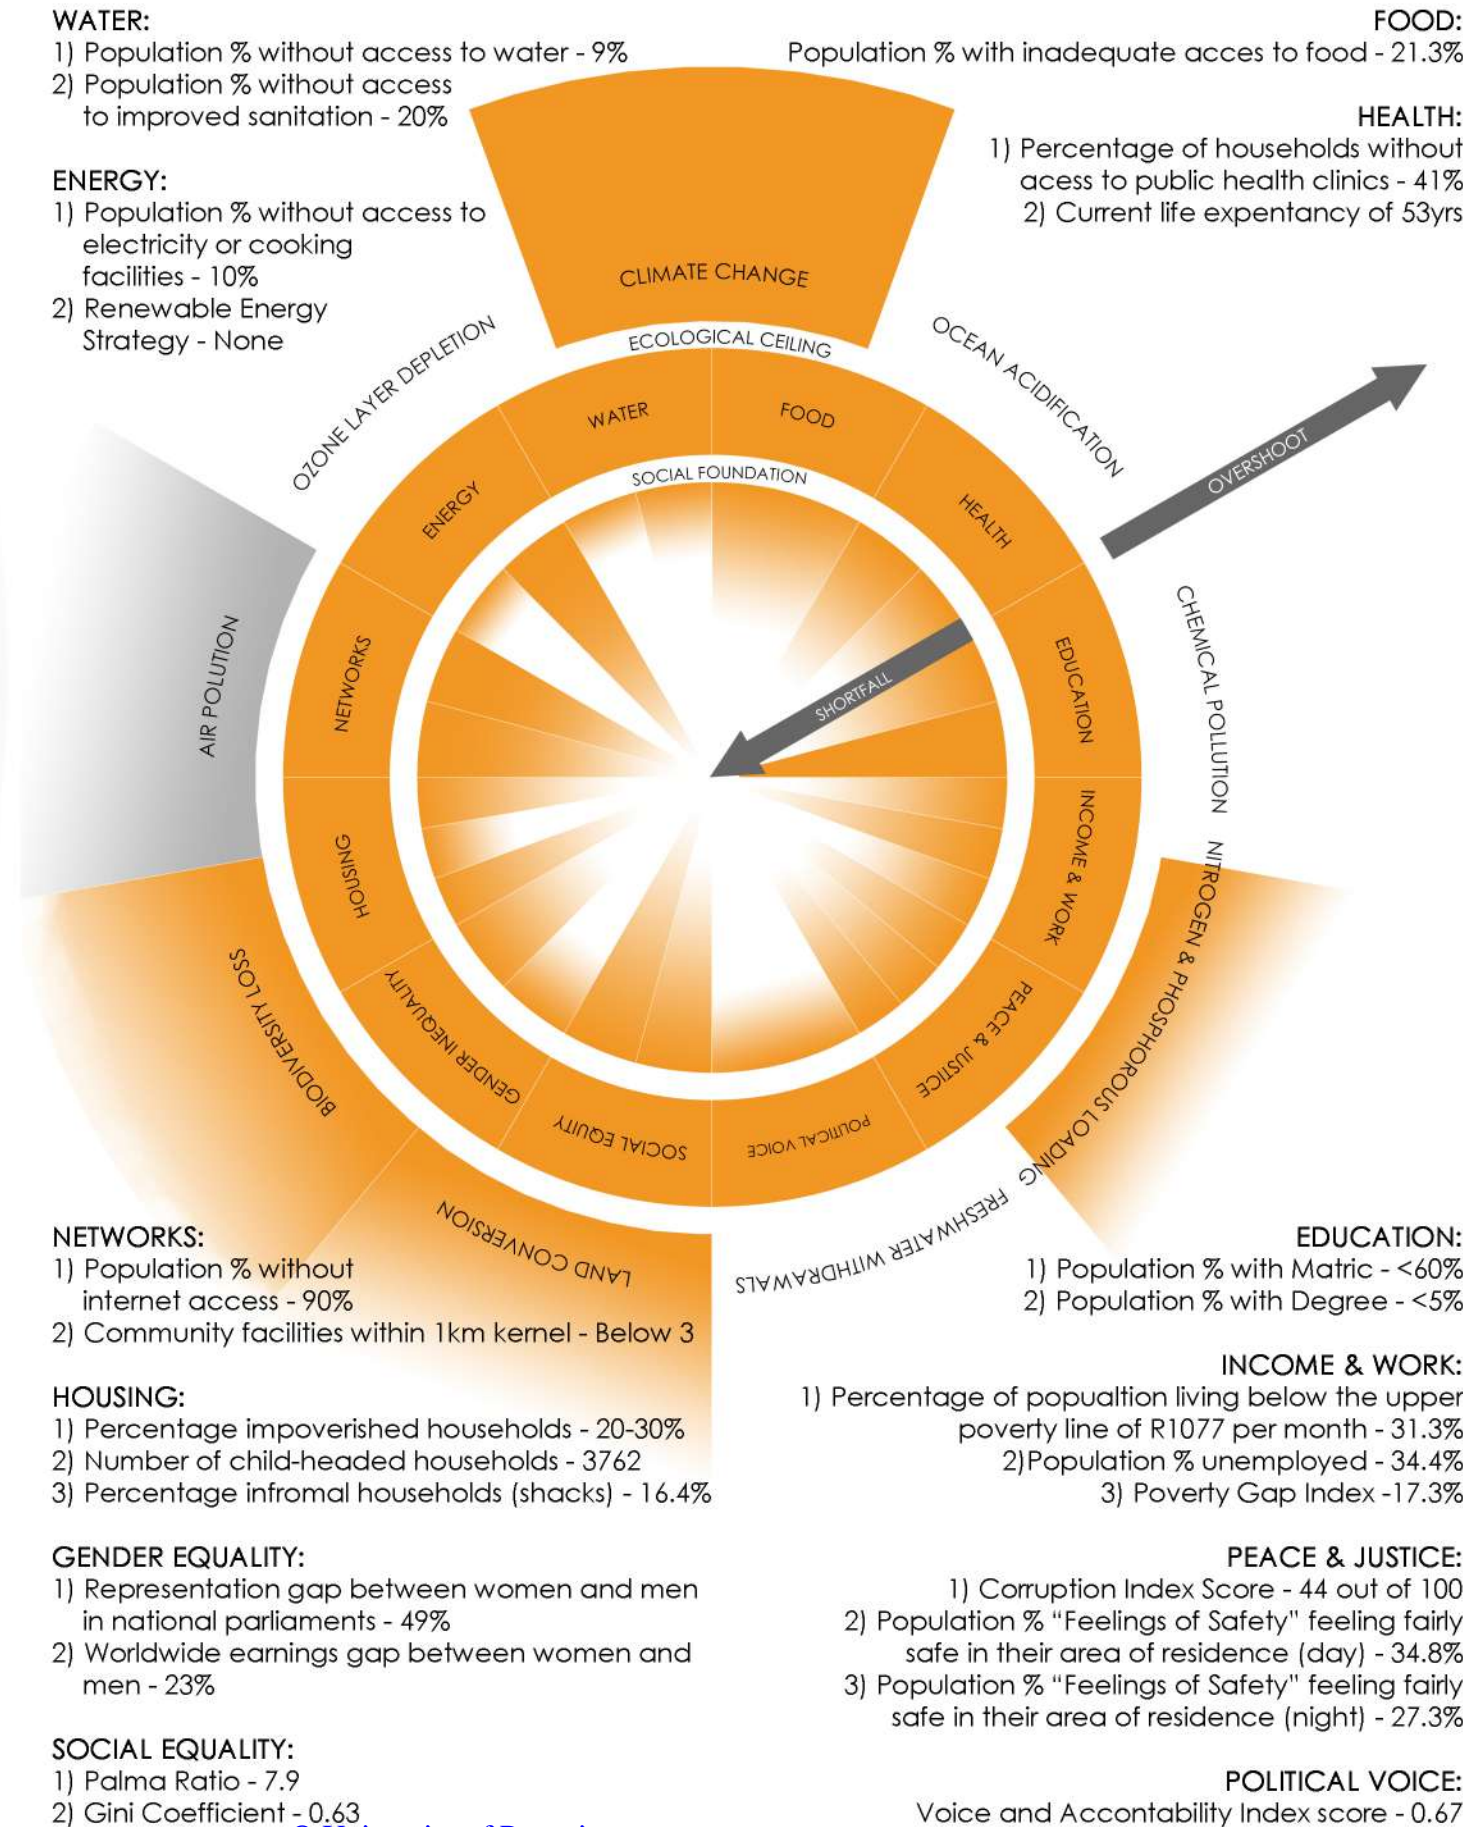 WATER:
1) Population % without access to water - 9%
2) Population % without access
to improved sanitation - 20%
ENERGY:
1) Population % without access to
electricity or cooking
facilities - 10%
2) Renewable Energy
Strategy - None
FOOD:
Population % with inadequate acces to food - 21.3%
HEALTH:
1) Percentage of households without
acess to public health clinics - 41%
2) Current life expentancy of 53yrs
CLIMATE CHANGE
ECOLOGICAL CEILING
OZONE LAYER DEPLETION
OCEAN ACIDIFICATION
OVERSHOOT
WATER
FOOD
SOCIAL FOUNDATION
ENERGY
HEALTH
NETWORKS
EDUCATION
SHORTFALL
AIR POLUTION
CHEMICAL POLLUTION
HOUSING
INCOME & WORK
NITROGEN & PHOSPHOROUS LOADING
BIODIVERSITY LOSS
GENDER INEQUALITY
PEACE & JUSTICE
SOCIAL EQUITY
POLITICAL VOICE
LAND CONVERSION
FRESHWATER WITHDRAWALS
NETWORKS:
1) Population % without
internet access - 90%
2) Community facilities within 1km kernel - Below 3
HOUSING:
1) Percentage impoverished households - 20-30%
2) Number of child-headed households - 3762
3) Percentage infromal households (shacks) - 16.4%
GENDER EQUALITY:
1) Representation gap between women and men
in national parliaments - 49%
2) Worldwide earnings gap between women and
men - 23%
SOCIAL EQUALITY:
1) Palma Ratio - 7.9
2) Gini Coefficient - 0.63
EDUCATION:
1) Population % with Matric - <60%
2) Population % with Degree - <5%
INCOME & WORK:
1) Percentage of popualtion living below the upper
poverty line of R1077 per month - 31.3%
2)Population % unemployed - 34.4%
3) Poverty Gap Index -17.3%
PEACE & JUSTICE:
1) Corruption Index Score - 44 out of 100
2) Population % "Feelings of Safety" feeling fairly
safe in their area of residence (day) - 34.8%
3) Population % "Feelings of Safety" feeling fairly
safe in their area of residence (night) - 27.3%
POLITICAL VOICE:
Voice and Accontability Index score - 0.67